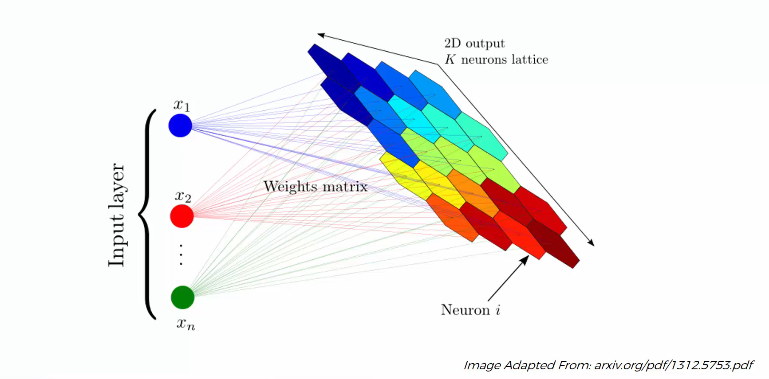 2D output
K neurons lattice
x1
Weights matrix
x2
Input layer
⋮
xn
Neuron i
Image Adapted From: arxiv.org/pdf/1312.5753.pdf